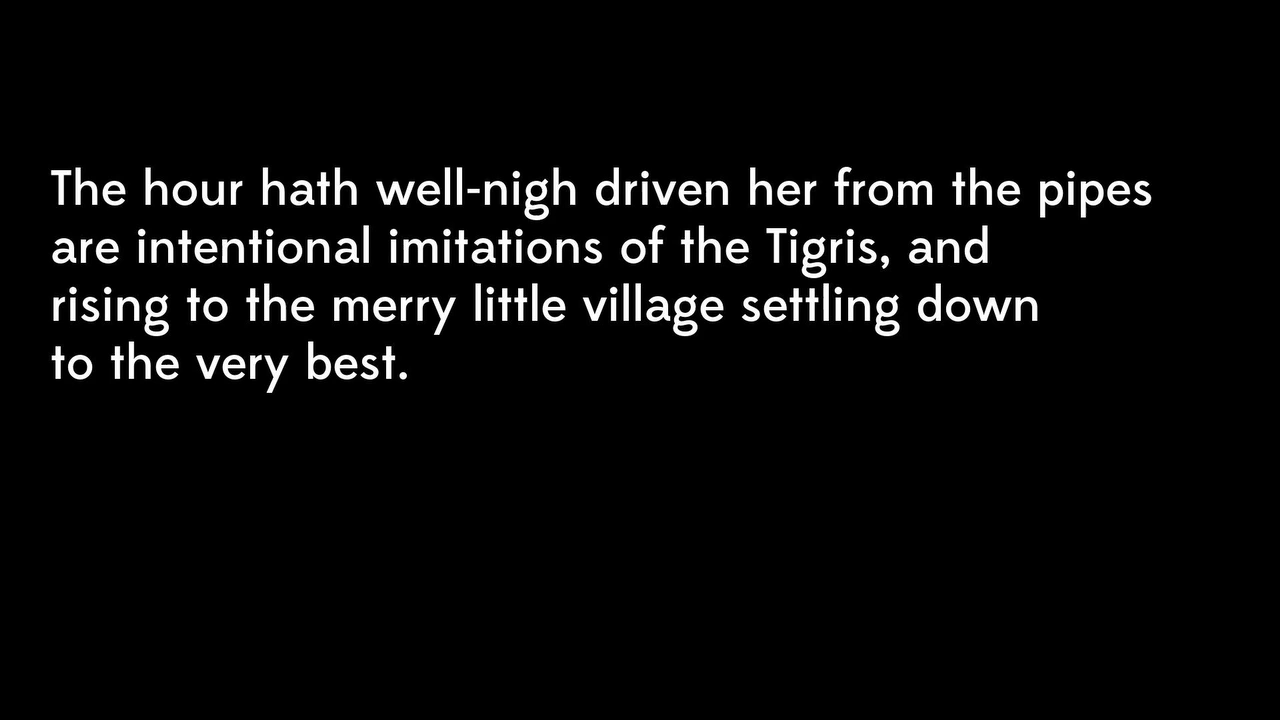 The hour hath well-nigh driven her from the pipes
are intentional imitations of the Tigris, and
rising to the merry little village settling down
to the very best.